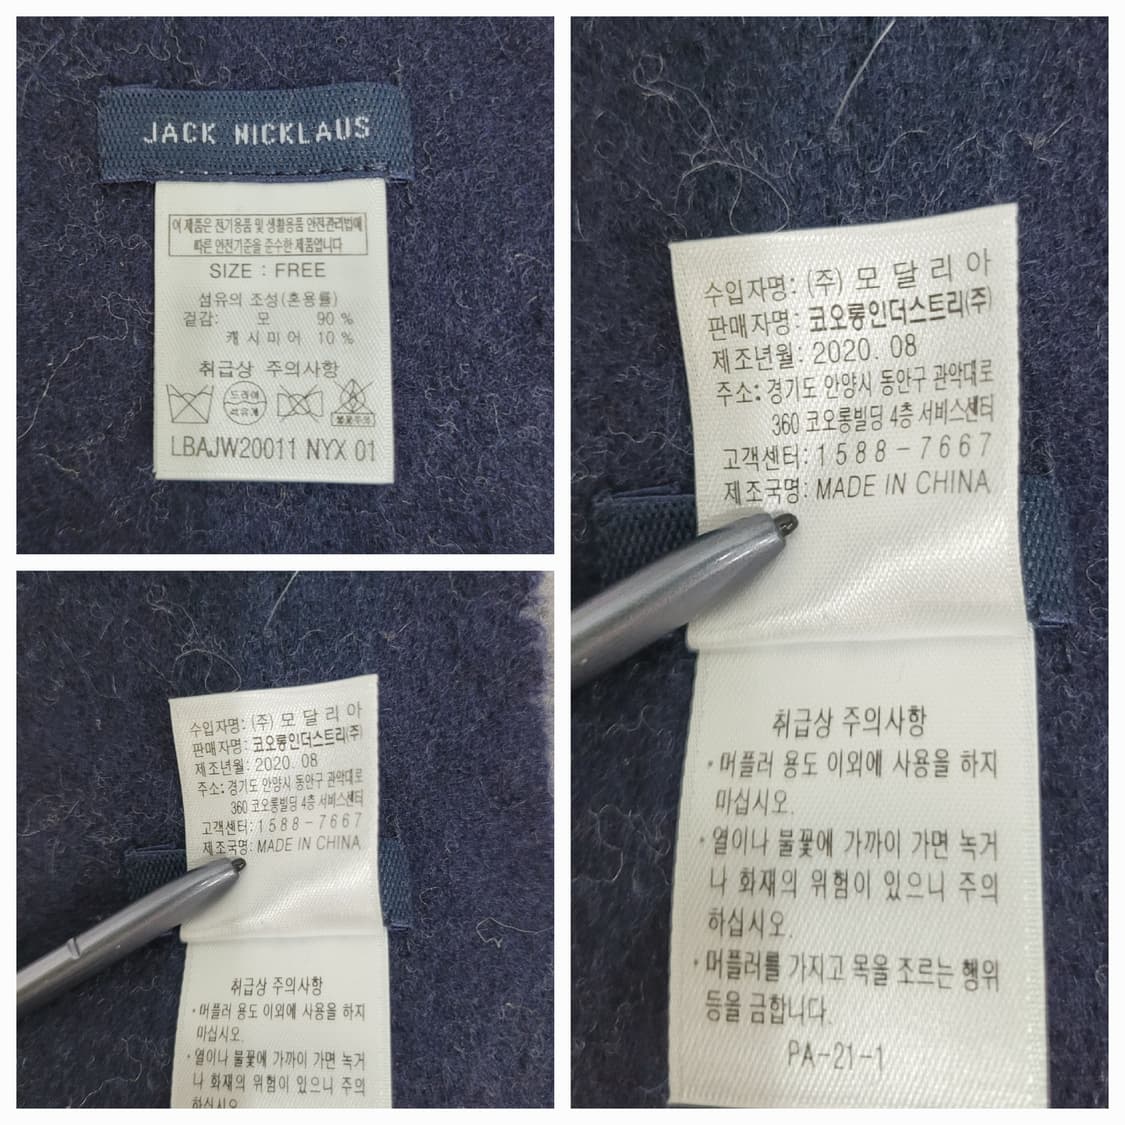 JACK NICKLAUS
이 제품은 전기용품 및 생활용품 안전관리법에
따른 안전기준을 준수한 제품입니다
SIZE : FREE
섬유의 조성(혼용률)
겉감: 모 90 %
캐시미어 10 %
취급상 주의사항
드라이
석유계
LBAJW20011 NYX 01
수입자명: (주) 모달리아
판매자명: 코오롱인더스트리(주)
제조년월: 2020. 08
주소: 경기도 안양시 동안구 관악대로
360 코오롱빌딩 4층 서비스센터
고객센터: 1588-7667
제조국명: MADE IN CHINA
취급상 주의사항
· 머플러 용도 이외에 사용을 하지
마십시오.
· 열이나 불꽃에 가까이 가면 녹거
나 화재의 위험이 있으니 주의
하십시오
수입자명: (주) 모달리아
판매자명: 코오롱인더스트리(주)
제조년월: 2020. 08
주소: 경기도 안양시 동안구 관악대로
360 코오롱빌딩 4층 서비스센터
고객센터: 1588-7667
제조국명: MADE IN CHINA
취급상 주의사항
· 머플러 용도 이외에 사용을 하지
마십시오.
· 열이나 불꽃에 가까이 가면 녹거
나 화재의 위험이 있으니 주의
하십시오.
· 머플러를 가지고 목을 조르는 행위
등을 금합니다.
PA-21-1